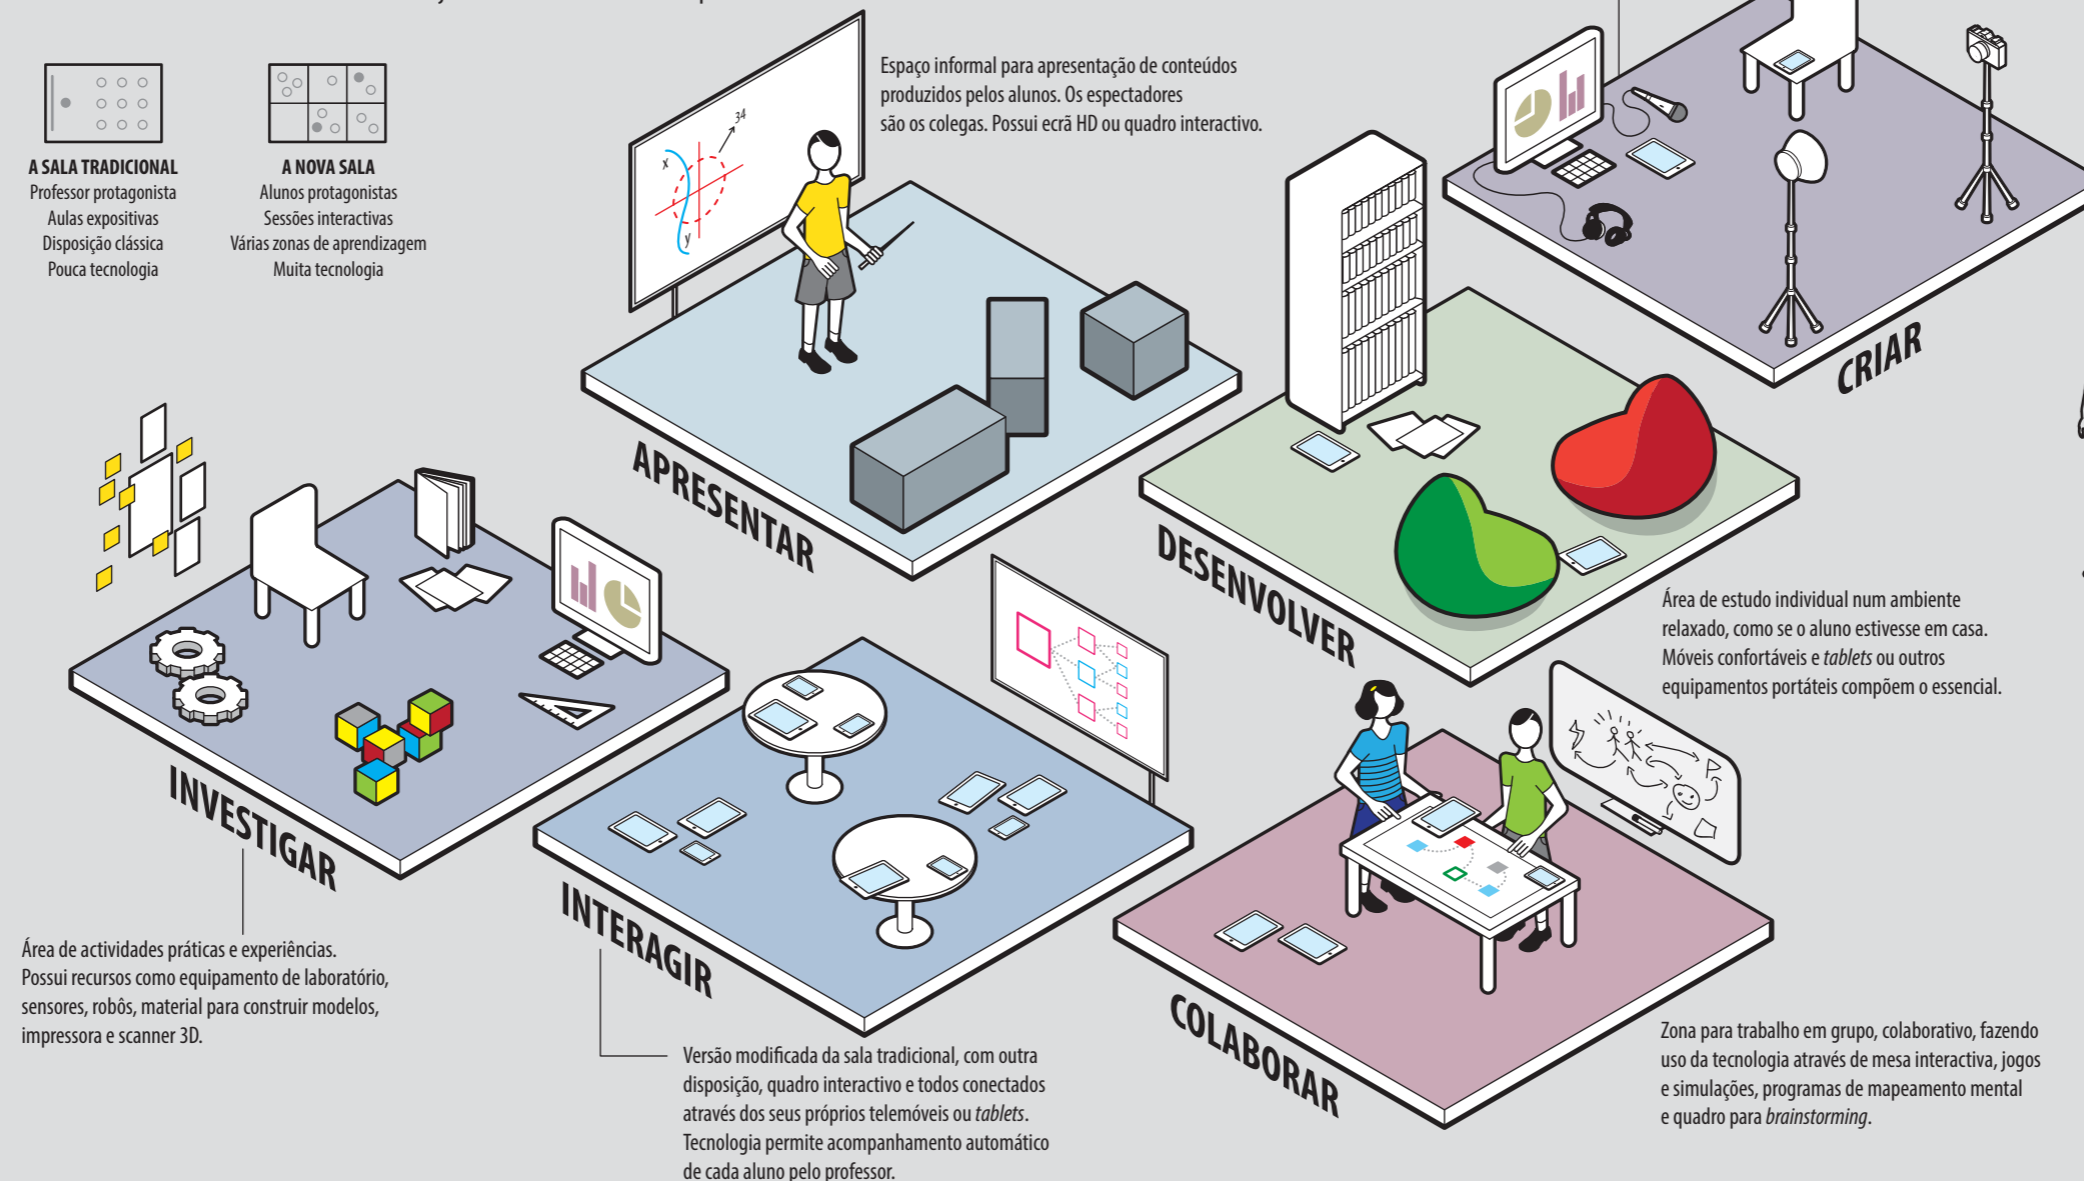 A SALA TRADICIONAL
Professor protagonista
Aulas expositivas
Disposição clássica
Pouca tecnologia
A NOVA SALA
Alunos protagonistas
Sessões interactivas
Várias zonas de aprendizagem
Muita tecnologia
Espaço informal para apresentação de conteúdos
produzidos pelos alunos. Os espectadores
são os colegas. Possui ecrã HD ou quadro interactivo.
x
y
34
APRESENTAR
CRIAR
DESENVOLVER
Área de estudo individual num ambiente
relaxado, como se o aluno estivesse em casa.
Móveis confortáveis e tablets ou outros
equipamentos portáteis compõem o essencial.
INVESTIGAR
Área de actividades práticas e experiências.
Possui recursos como equipamento de laboratório,
sensores, robôs, material para construir modelos,
impressora e scanner 3D.
INTERAGIR
Versão modificada da sala tradicional, com outra
disposição, quadro interactivo e todos conectados
através dos seus próprios telemóveis ou tablets.
Tecnologia permite acompanhamento automático
de cada aluno pelo professor.
COLABORAR
Zona para trabalho em grupo, colaborativo, fazendo
uso da tecnologia através de mesa interactiva, jogos
e simulações, programas de mapeamento mental
e quadro para brainstorming.